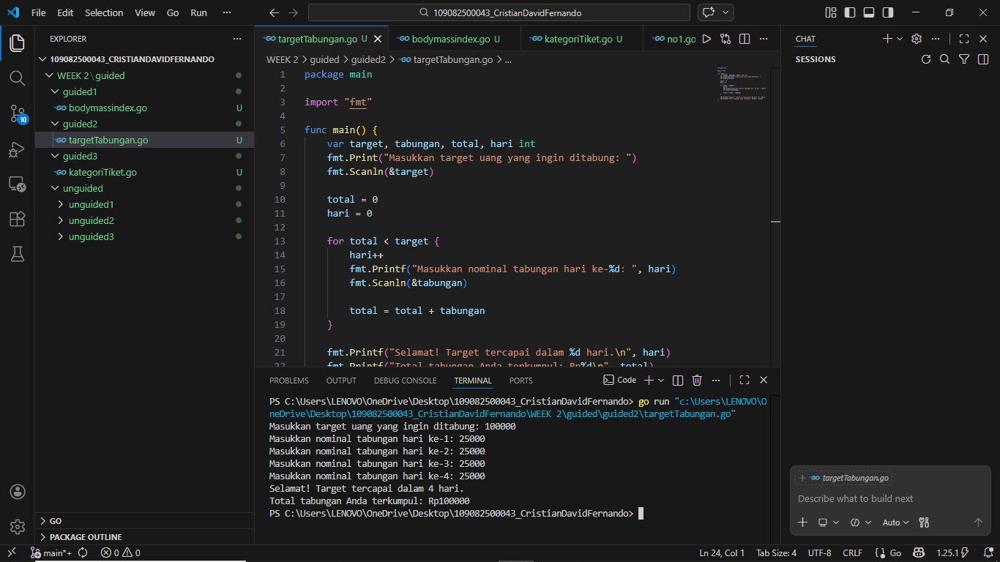 File Edit Selection View Go Run ···
109082500043_CristianDavidFernando
EXPLORER ···
109082500043_CRISTIANDAVIDFERNANDO
WEEK 2\guided
guided1
bodymassindex.go U
guided2
targetTabungan.go U
guided3
kategoriTiket.go U
unguided
unguided1
unguided2
unguided3
10
GO
PACKAGE OUTLINE
targetTabungan.go U
bodymassindex.go U
kategoriTiket.go U
no1.go
WEEK 2 > guided > guided2 > targetTabungan.go > ...
1 package main
2
3 import "fmt"
4
5 func main() {
6 var target, tabungan, total, hari int
7 fmt.Print("Masukkan target uang yang ingin ditabung: ")
8 fmt.Scanln(&target)
9
10 total = 0
11 hari = 0
12
13 for total < target {
14 hari++
15 fmt.Printf("Masukkan nominal tabungan hari ke-%d: ", hari)
16 fmt.Scanln(&tabungan)
17
18 total = total + tabungan
19 }
20
21 fmt.Printf("Selamat! Target tercapai dalam %d hari.\n", hari)
22 fmt.Printf("Total tabungan Anda terkumpul: Rp%d\n", total)
PROBLEMS OUTPUT DEBUG CONSOLE TERMINAL PORTS
Code
PS C:\Users\LENOVO\OneDrive\Desktop\109082500043_CristianDavidFernando> go run "c:\Users\LENOVO\O
neDrive\Desktop\109082500043_CristianDavidFernando\WEEK 2\guided\guided2\targetTabungan.go"
Masukkan target uang yang ingin ditabung: 100000
Masukkan nominal tabungan hari ke-1: 25000
Masukkan nominal tabungan hari ke-2: 25000
Masukkan nominal tabungan hari ke-3: 25000
Masukkan nominal tabungan hari ke-4: 25000
Selamat! Target tercapai dalam 4 hari.
Total tabungan Anda terkumpul: Rp100000
PS C:\Users\LENOVO\OneDrive\Desktop\109082500043_CristianDavidFernando>
CHAT
SESSIONS
targetTabungan.go
Describe what to build next
Auto
main*+ 0 0
Ln 24, Col 1 Tab Size: 4 UTF-8 CRLF Go 1.25.1